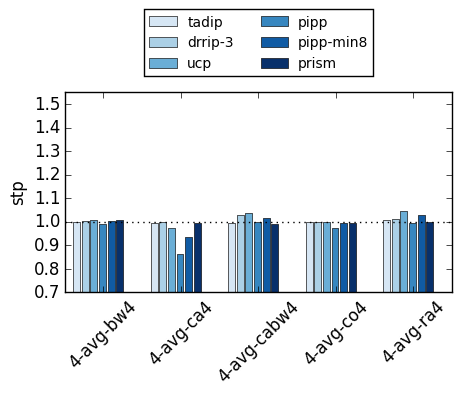 tadip pipp
drrip-3 pipp-min8
ucp prism
1.5
1.4
1.3
1.2
1.1
1.0
0.9
0.8
0.7
stp
4-avg-bw4
4-avg-ca4
4-avg-cabw4
4-avg-co4
4-avg-ra4